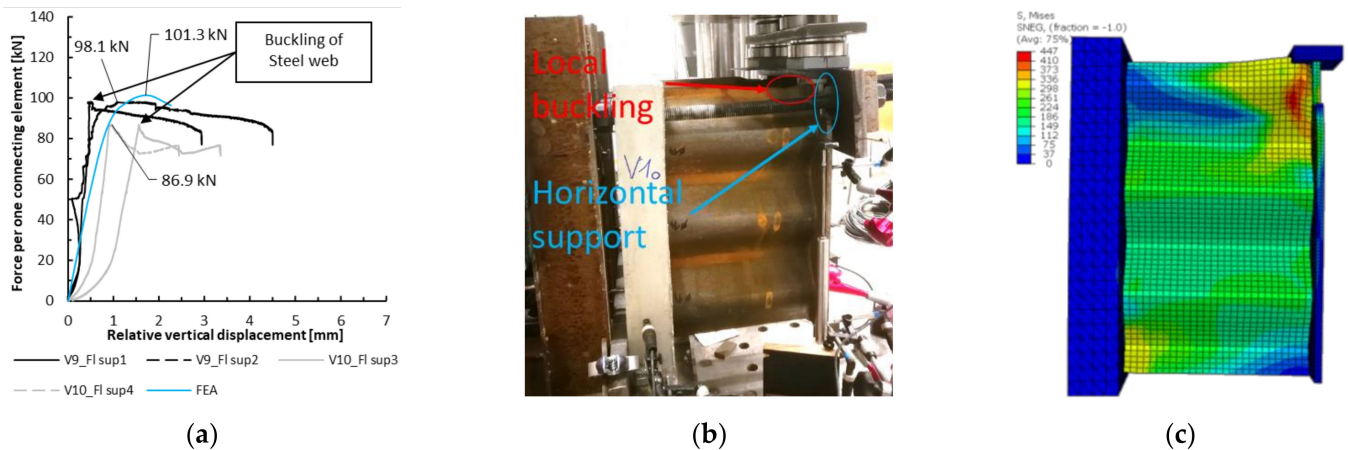 140
120
100
80
60
40
20
0
Force per one connecting element [kN]
98.1 kN
101.3 kN
Buckling of
Steel web
86.9 kN
0 1 2 3 4 5 6 7
Relative vertical displacement [mm]
V9_Fl sup1
V9_Fl sup2
V10_Fl sup3
V10_Fl sup4
FEA
(a)
Local
buckling
V10
Horizontal
support
(b)
S, Mises
SNEG, (fraction = -1.0)
(Avg: 75%)
447
410
373
336
298
261
224
186
149
112
75
37
0
(c)